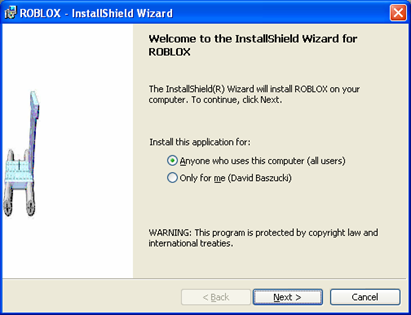 ROBLOX - InstallShield Wizard
Welcome to the InstallShield Wizard for
ROBLOX
The InstallShield(R) Wizard will install ROBLOX on your
computer. To continue, click Next.
Install this application for:
Anyone who uses this computer (all users)
Only for me (David Baszucki)
WARNING: This program is protected by copyright law and
international treaties.
< Back
Next >
Cancel